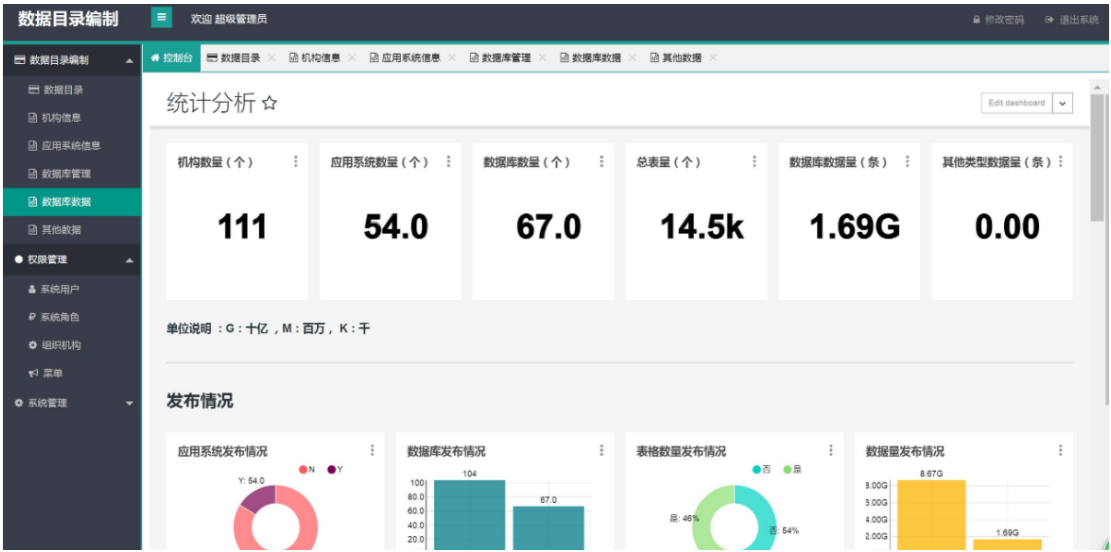 数据目录编制
欢迎 超级管理员
修改密码
退出系统
数据目录编制
数据目录
机构信息
应用系统信息
数据库管理
数据库数据
其他数据
权限管理
系统用户
系统角色
组织机构
菜单
系统管理
控制台 数据目录 机构信息 应用系统信息 数据库管理 数据库数据 其他数据
统计分析
Edit dashboard
机构数量（个）
111
应用系统数量（个）
54.0
数据库数量（个）
67.0
总表量（个）
14.5k
数据库数据量（条）
1.69G
其他类型数据量（条）
0.00
单位说明 ：G：十亿 ，M：百万， K：千
发布情况
应用系统发布情况
N Y
Y: 54.0
数据库发布情况
104
67.0
100
80.0
60.0
40.0
20.0
表格数量发布情况
否 是
是: 46%
否: 54%
数据量发布情况
8.67G
1.69G
8.00G
6.00G
4.00G
2.00G